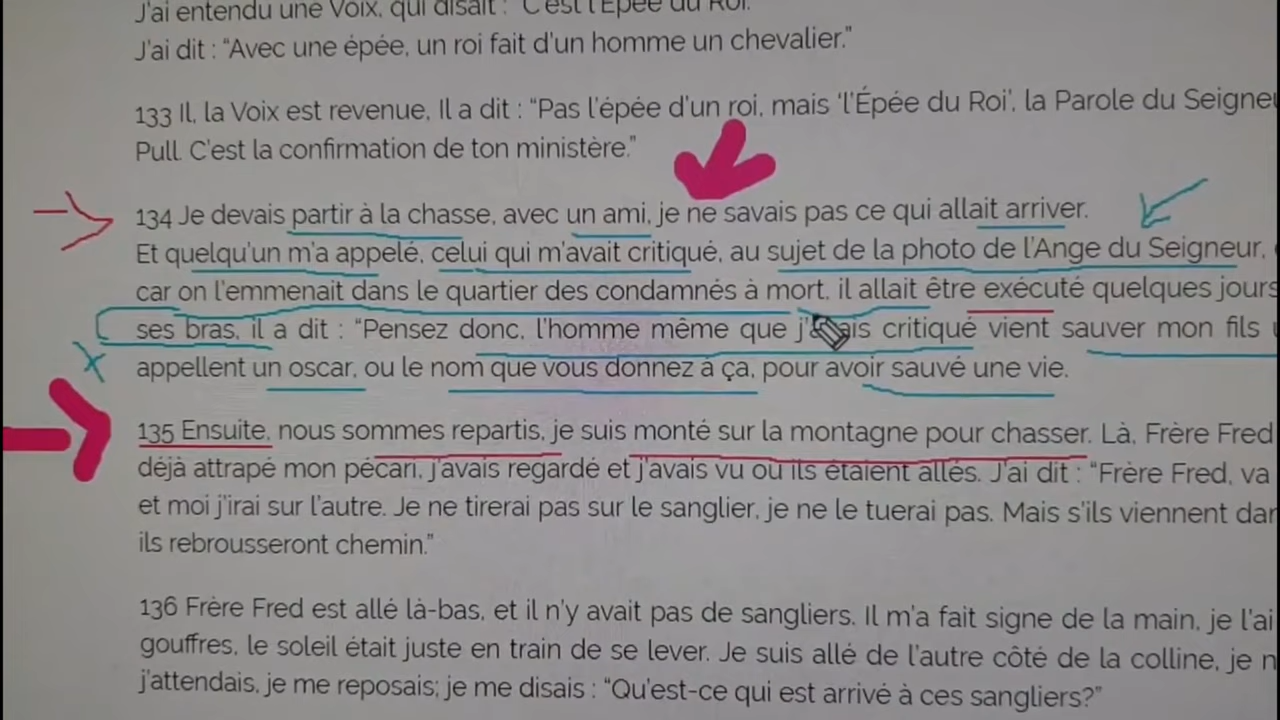 J'ai entendu une Voix, qui disait : "C'est l'Épée du Roi."
J'ai dit : "Avec une épée, un roi fait d'un homme un chevalier."
133 Il, la Voix est revenue, Il a dit : "Pas l'épée d'un roi, mais 'l'Épée du Roi', la Parole du Seigne
Pull. C'est la confirmation de ton ministère."
134 Je devais partir à la chasse, avec un ami, je ne savais pas ce qui allait arriver.
Et quelqu'un m'a appelé, celui qui m'avait critiqué, au sujet de la photo de l'Ange du Seigneur,
car on l'emmenait dans le quartier des condamnés à mort, il allait être exécuté quelques jours
ses bras, il a dit : "Pensez donc, l'homme même que critiqué vient sauver mon fils
appellent un oscar, ou le nom que vous donnez à ça, pour avoir sauvé une vie.
135 Ensuite, nous sommes repartis, je suis monté sur la montagne pour chasser. Là, Frère Fred
déjà attrapé mon pécari, j'avais regardé et j'avais vu où ils étaient allés. J'ai dit : "Frère Fred, va
et moi j'irai sur l'autre. Je ne tirerai pas sur le sanglier, je ne le tuerai pas. Mais s'ils viennent dan
ils rebrousseront chemin."
136 Frère Fred est allé là-bas, et il n'y avait pas de sangliers. Il m'a fait signe de la main, je l'ai
gouffres, le soleil était juste en train de se lever. Je suis allé de l'autre côté de la colline, je n
j'attendais, je me reposais; je me disais : "Qu'est-ce qui est arrivé à ces sangliers?"